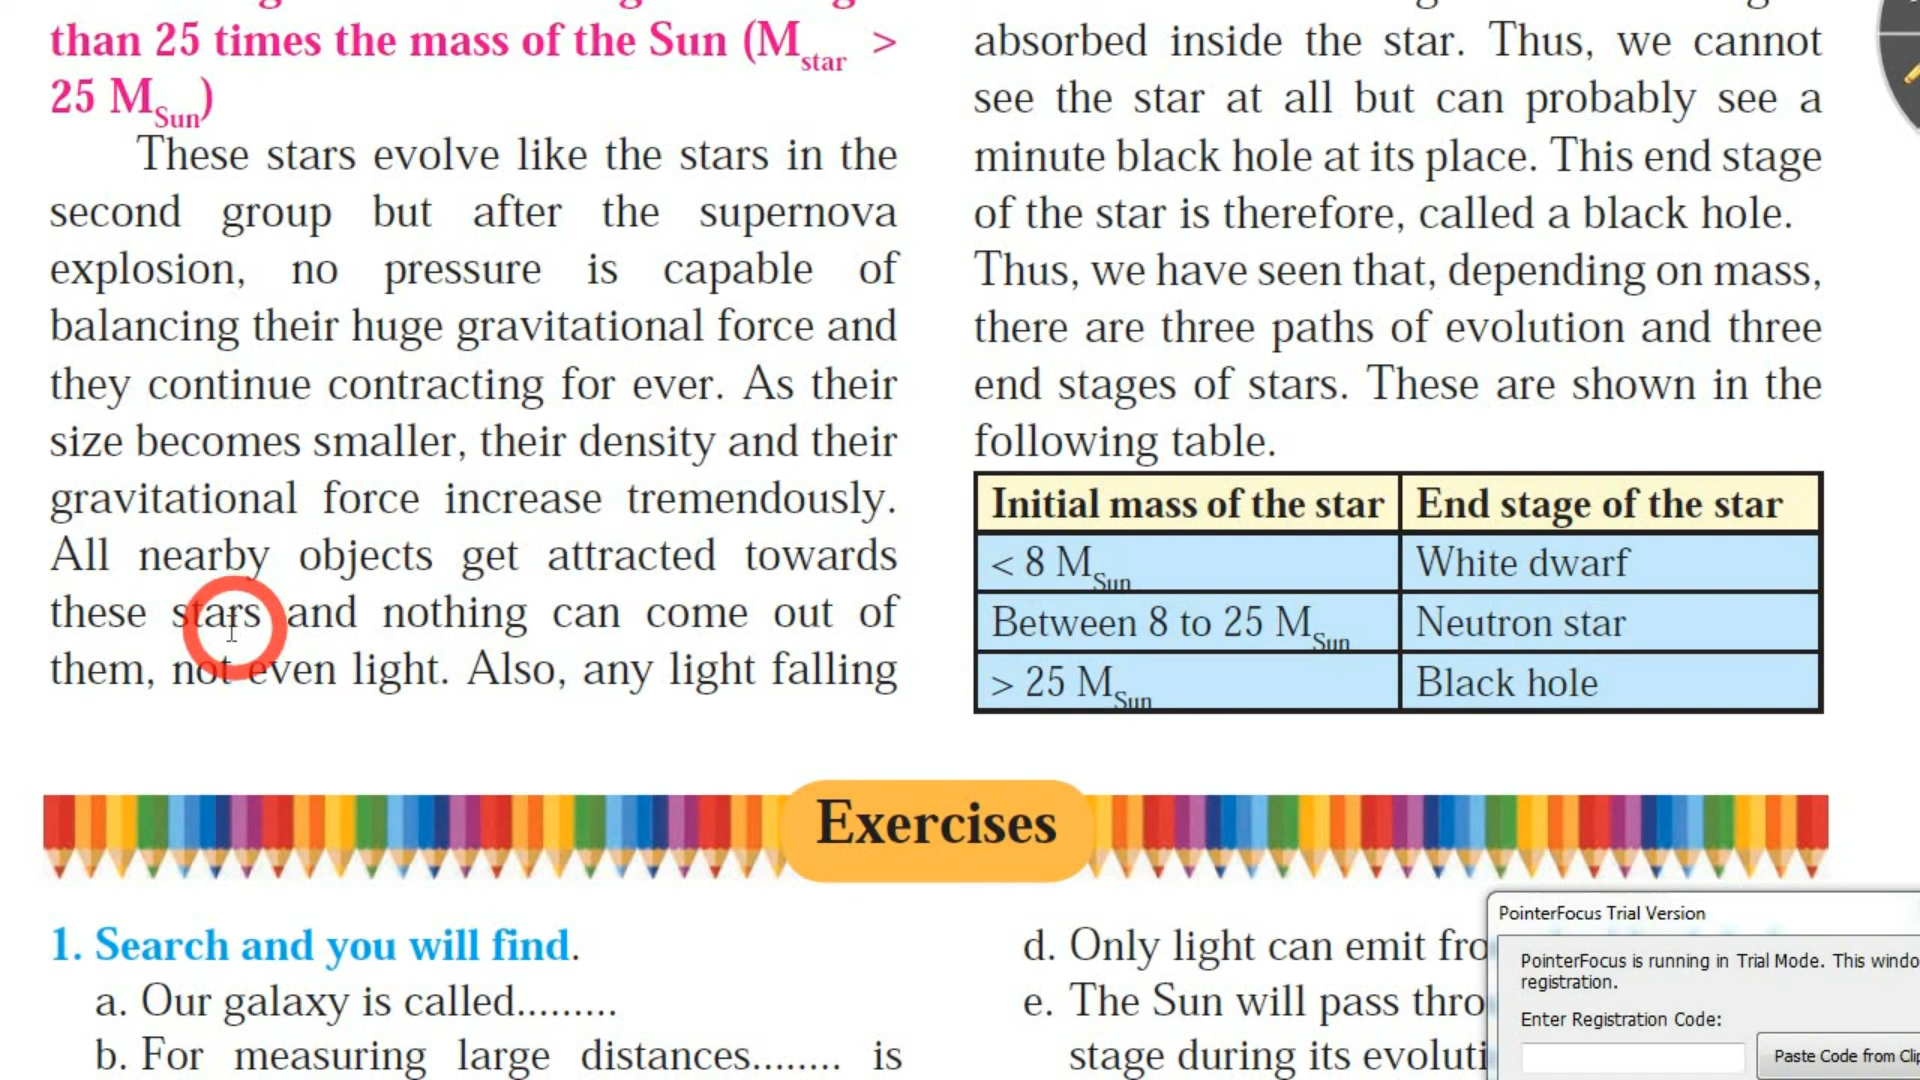 than 25 times the mass of the Sun (Mstar >
25 MSun)
These stars evolve like the stars in the
second group but after the supernova
explosion, no pressure is capable of
balancing their huge gravitational force and
they continue contracting for ever. As their
size becomes smaller, their density and their
gravitational force increase tremendously.
All nearby objects get attracted towards
these stars and nothing can come out of
them, not even light. Also, any light falling
absorbed inside the star. Thus, we cannot
see the star at all but can probably see a
minute black hole at its place. This end stage
of the star is therefore, called a black hole.
Thus, we have seen that, depending on mass,
there are three paths of evolution and three
end stages of stars. These are shown in the
following table.
Initial mass of the star End stage of the star
< 8 MSun White dwarf
Between 8 to 25 MSun Neutron star
> 25 MSun Black hole
Exercises
1. Search and you will find.
a. Our galaxy is called.........
b. For measuring large distances........ is
d. Only light can emit
e. The Sun will pass
stage during its
PointerFocus Trial Version
PointerFocus is running in Trial Mode. This
registration.
Enter Registration Code:
Paste Code from